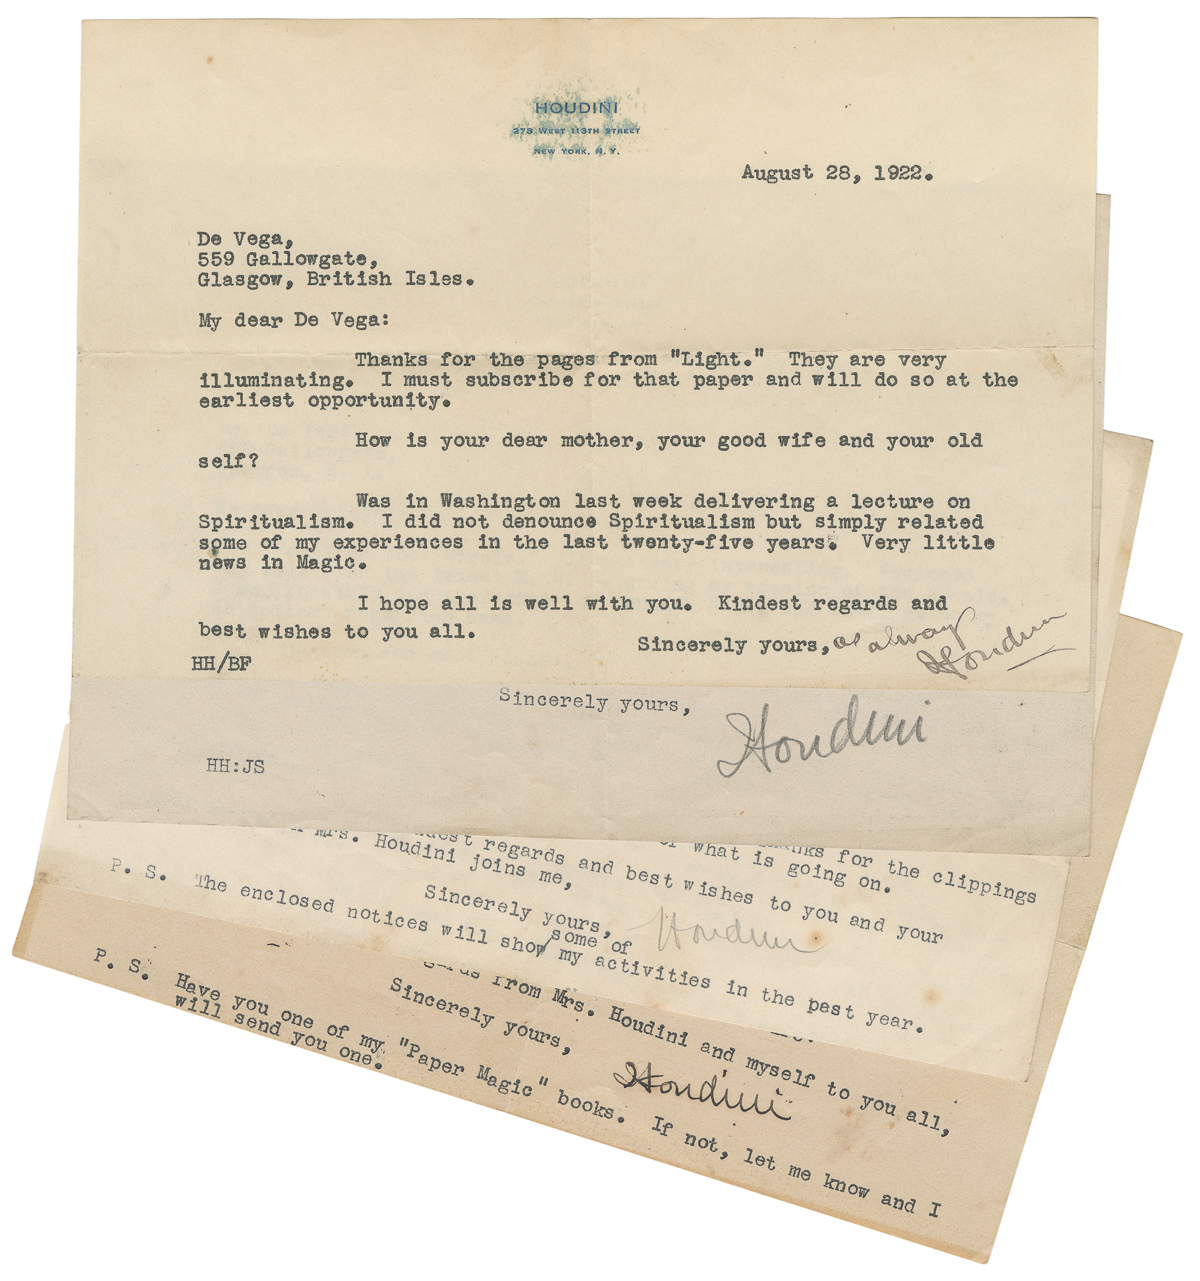 HOUDINI
278 WEST 113TH STREET
NEW YORK, N. Y.
August 28, 1922.
De Vega,
559 Gallowgate,
Glasgow, British Isles.
My dear De Vega:
Thanks for the pages from "Light." They are very
illuminating. I must subscribe for that paper and will do so at the
earliest opportunity.
How is your dear mother, your good wife and your old
self?
Was in Washington last week delivering a lecture on
Spiritualism. I did not denounce Spiritualism but simply related
some of my experiences in the last twenty-five years. Very little
news in Magic.
I hope all is well with you. Kindest regards and
best wishes to you all.
Sincerely yours, as always
Houdini
HH/BF
Sincerely yours,
Houdini
HH:JS
for the clippings
what is going on.
regards and best wishes to you and your
Mrs. Houdini joins me,
Sincerely yours,
Houdini
P. S. The enclosed notices will show some of my activities in the past year.
from Mrs. Houdini and myself to you all,
Sincerely yours,
Houdini
P. S. Have you one of my "Paper Magic" books. If not, let me know and I
will send you one.